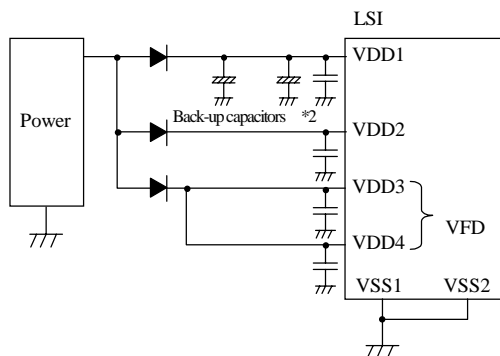 LSI
VDD1
Power
Back-up capacitors *2
VDD2
VDD3
VFD
VDD4
VSS1 VSS2